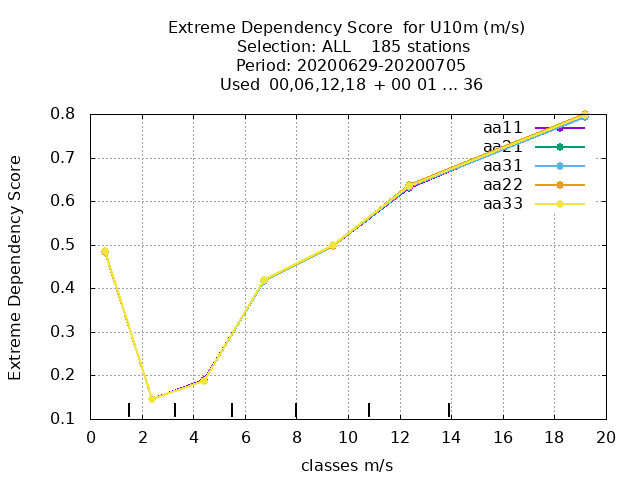 Extreme Dependency Score  for U10m (m/s)
Selection: ALL    185 stations
Period: 20200629-20200705
Used  00,06,12,18  + 00 01 ... 36
Extreme Dependency Score
0.8
0.7
0.6
0.5
0.4
0.3
0.2
0.1
aa11
aa21
aa31
aa22
aa33
0 2 4 6 8 10 12 14 16 18 20
classes m/s